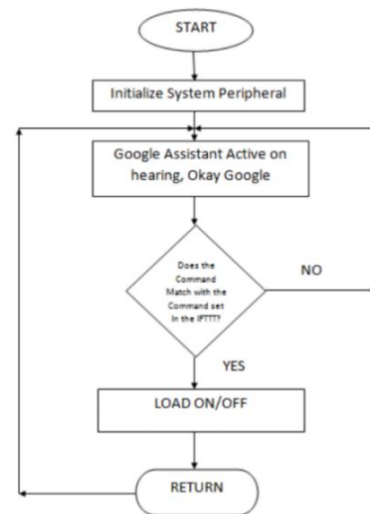 START
Initialize System Peripheral
Google Assistant Active on
hearing, Okay Google
Does the
Command
Match with the
Command set
In the IFTTT?
NO
YES
LOAD ON/OFF
RETURN